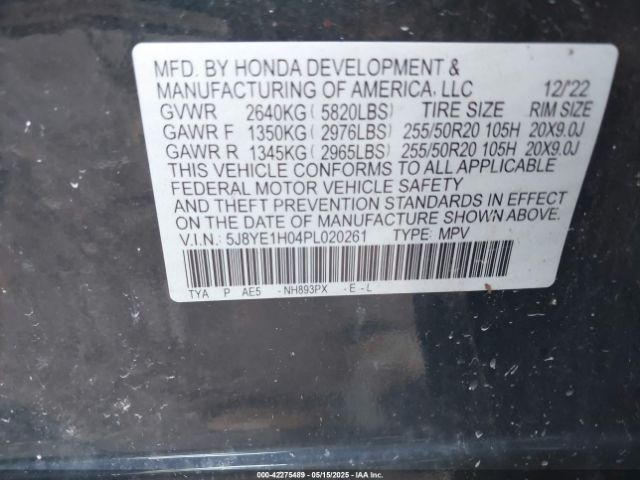 MFD. BY HONDA DEVELOPMENT &
MANUFACTURING OF AMERICA, LLC 12/'22
GVWR 2640KG ( 5820LBS) TIRE SIZE RIM SIZE
GAWR F 1350KG ( 2976LBS) 255/50R20 105H 20X9.0J
GAWR R 1345KG ( 2965LBS) 255/50R20 105H 20X9.0J
THIS VEHICLE CONFORMS TO ALL APPLICABLE
FEDERAL MOTOR VEHICLE SAFETY
AND THEFT PREVENTION STANDARDS IN EFFECT
ON THE DATE OF MANUFACTURE SHOWN ABOVE.
V.I.N.: 5J8YE1H04PL020261 TYPE: MPV
TYA P AE5 - NH893PX - E - L
000-42275489 - 05/15/2025 - IAAI.com